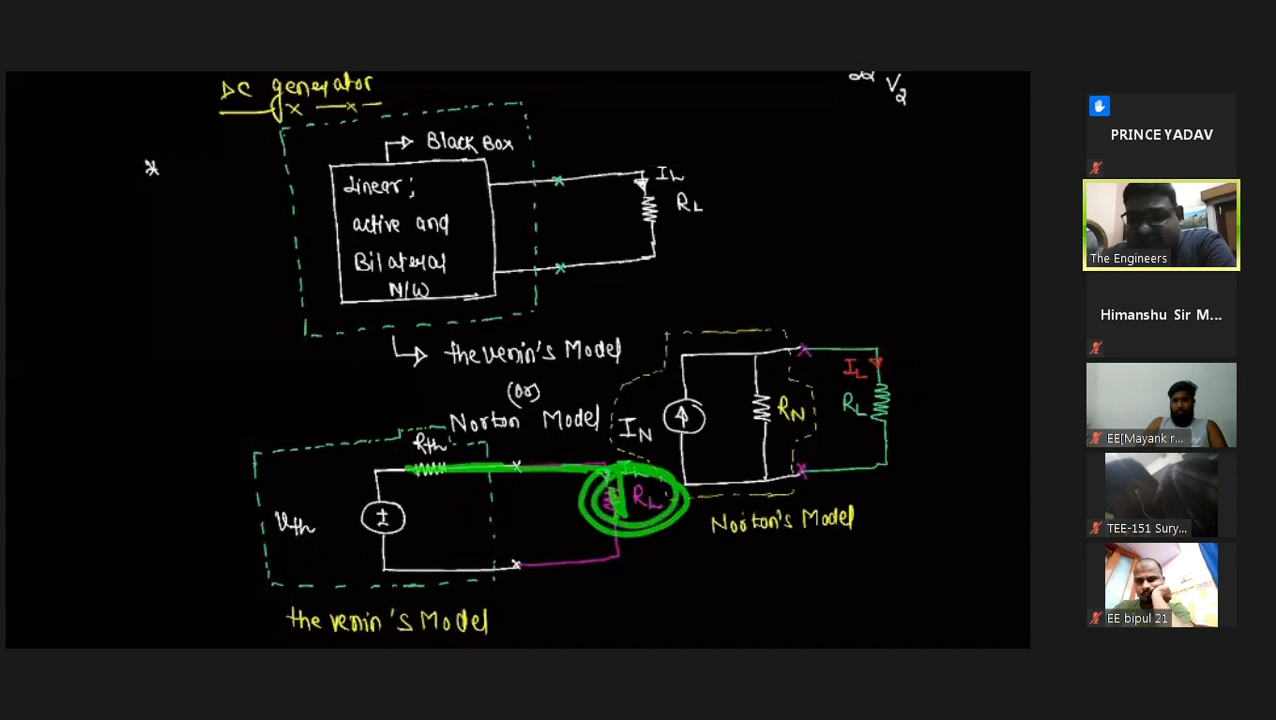 DC generator
V2
Black Box
Linear;
active and
Bilateral
N/W
IL
RL
thevenin's Model
(or)
Norton Model
Rth
Vth
RL
IN
RN
IL
RL
Norton's Model
thevenin's Model
PRINCE YADAV
The Engineers
Himanshu Sir M...
EE[Mayank r...
TEE-151 Sury...
EE bipul 21